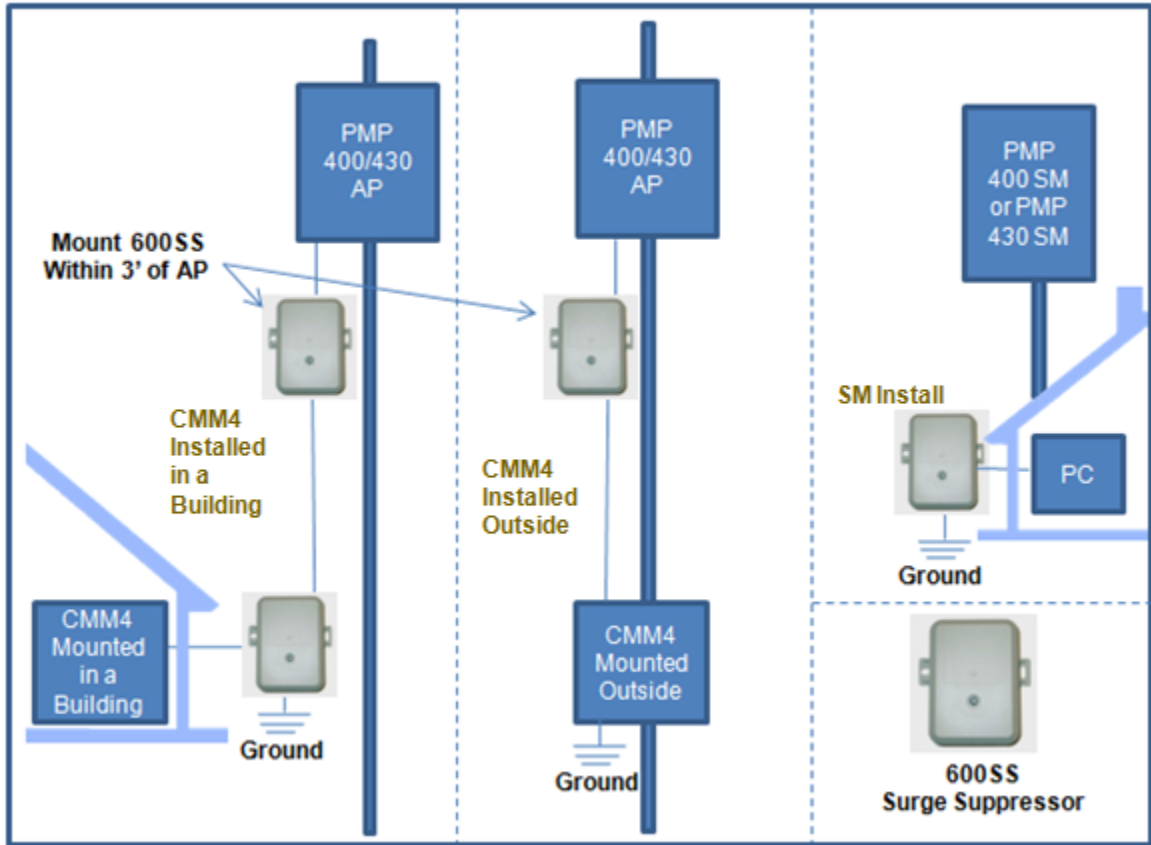 PMP
400/430
AP
Mount 600SS
Within 3' of AP
CMM4
Installed
in a
Building
CMM4
Mounted
in a
Building
Ground
PMP
400/430
AP
CMM4
Installed
Outside
CMM4
Mounted
Outside
Ground
PMP
400 SM
or PMP
430 SM
SM Install
PC
Ground
600SS
Surge Suppressor